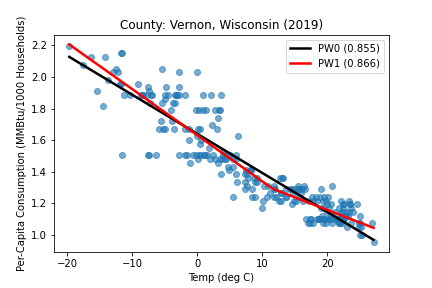 County: Vernon, Wisconsin (2019)
Per-Capita Consumption (MMBtu/1000 Households)
2.2
2.0
1.8
1.6
1.4
1.2
1.0
PW0 (0.855)
PW1 (0.866)
−20 −10 0 10 20
Temp (deg C)